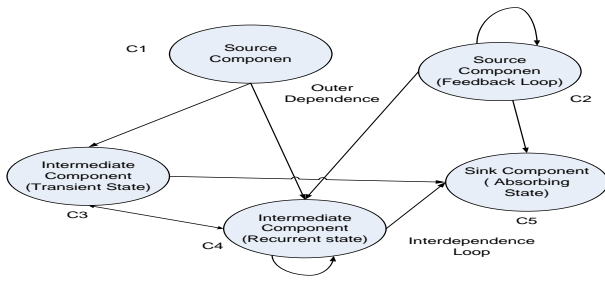 C1
Source
Componen
Source
Componen
(Feedback Loop)
C2
Outer
Dependence
Intermediate
Component
(Transient State)
C3
Sink Component
( Absorbing
State)
C5
Intermediate
Component
(Recurrent state)
C4
Interdependence
Loop